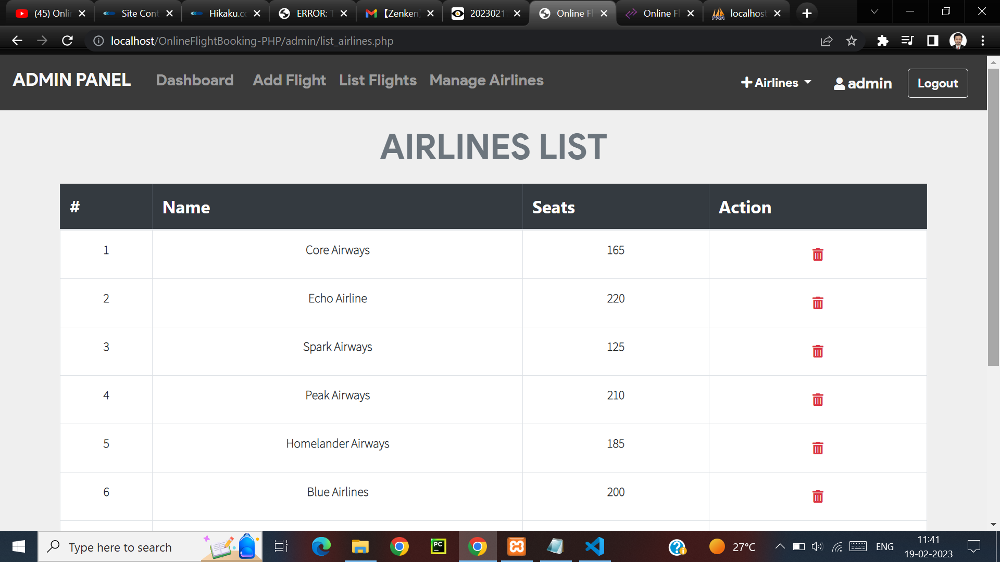 (45) Onli
Site Cont
Hikaku.co
ERROR: T
【Zenken
2023021
Online Fl
Online Fl
localhost
localhost/OnlineFlightBooking-PHP/admin/list_airlines.php
ADMIN PANEL Dashboard Add Flight List Flights Manage Airlines Airlines admin Logout
AIRLINES LIST
# Name Seats Action
1 Core Airways 165
2 Echo Airline 220
3 Spark Airways 125
4 Peak Airways 210
5 Homelander Airways 185
6 Blue Airlines 200
Type here to search
PC
27°C
ENG
11:41
19-02-2023